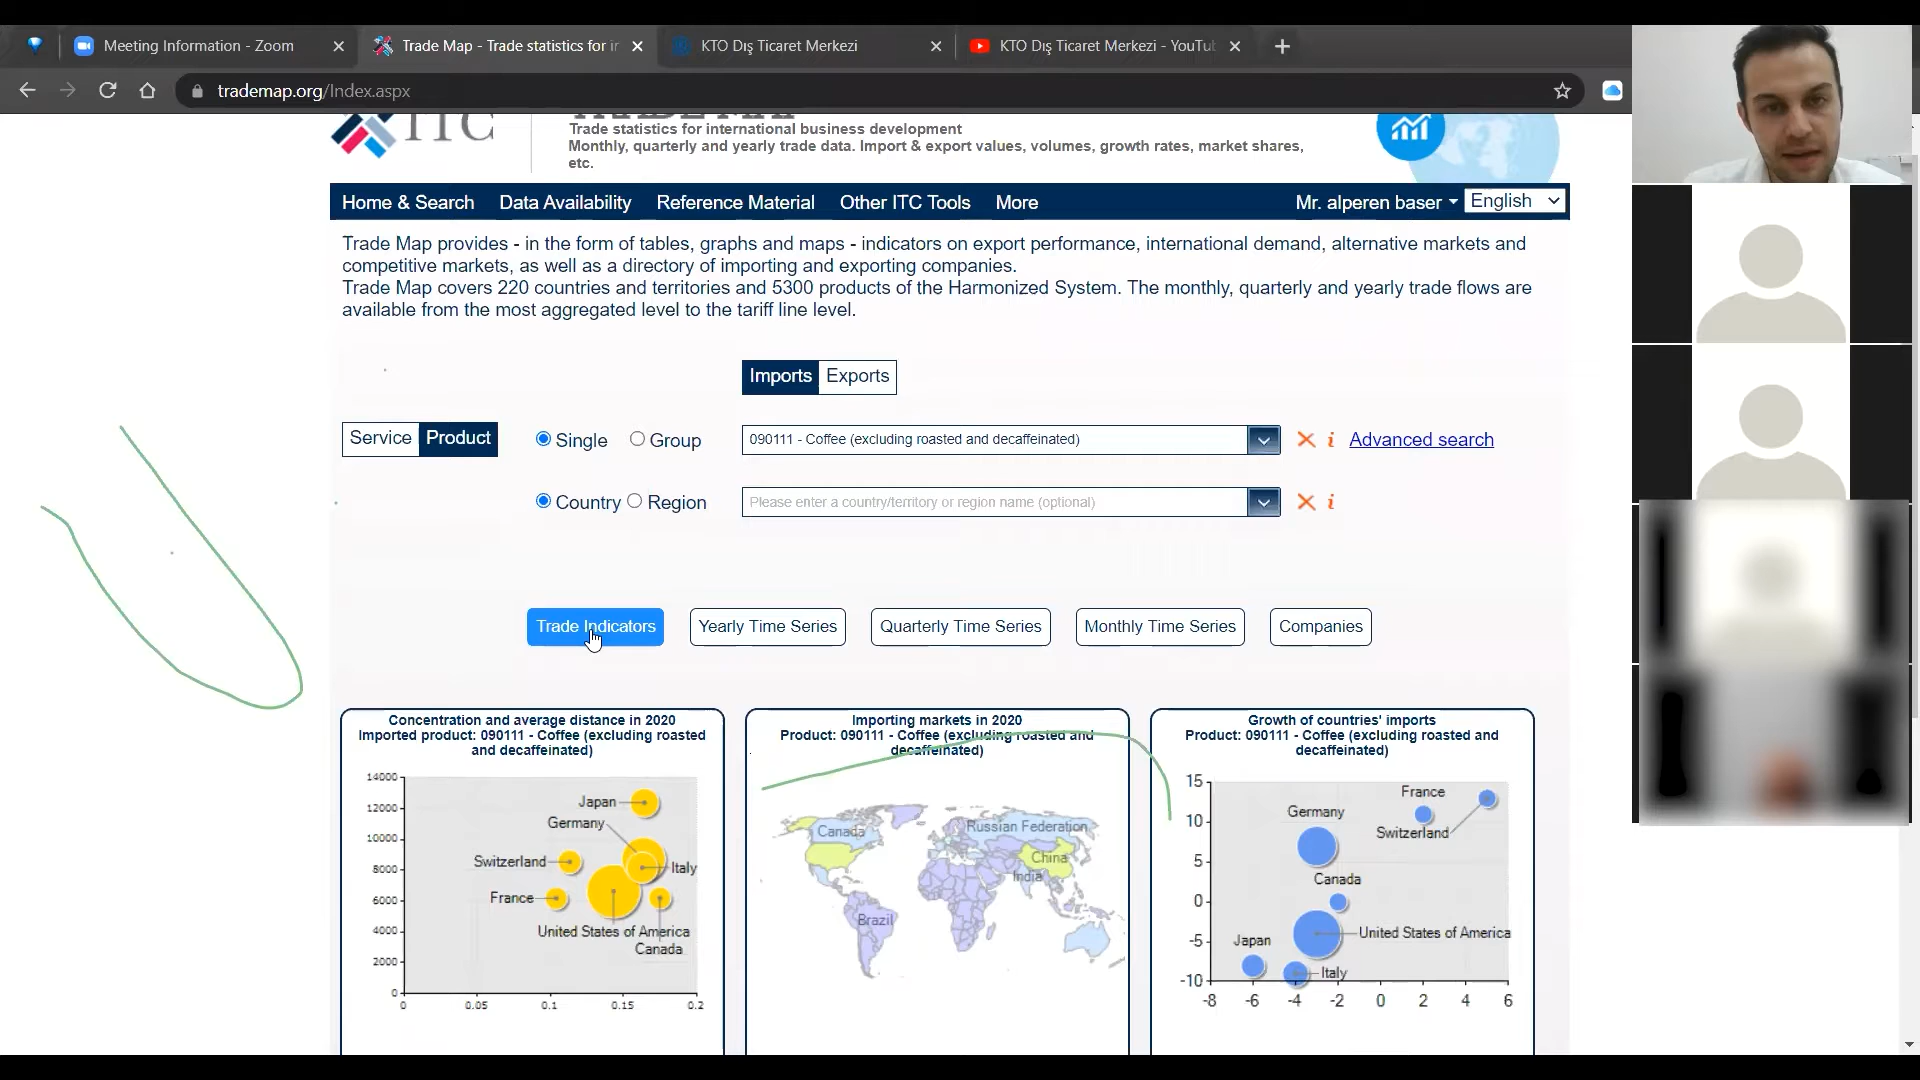 Meeting Information - Zoom
Trade Map - Trade statistics for in
KTO Dış Ticaret Merkezi
KTO Dış Ticaret Merkezi - YouTu
trademap.org/Index.aspx
ITC
TRADE MAP
Trade statistics for international business development
Monthly, quarterly and yearly trade data. Import & export values, volumes, growth rates, market shares,
etc.
Home & Search Data Availability Reference Material Other ITC Tools More Mr. alperen baser English
Trade Map provides - in the form of tables, graphs and maps - indicators on export performance, international demand, alternative markets and
competitive markets, as well as a directory of importing and exporting companies.
Trade Map covers 220 countries and territories and 5300 products of the Harmonized System. The monthly, quarterly and yearly trade flows are
available from the most aggregated level to the tariff line level.
Imports Exports
Service Product Single Group 090111 - Coffee (excluding roasted and decaffeinated) i Advanced search
Country Region Please enter a country/territory or region name (optional) i
Trade Indicators Yearly Time Series Quarterly Time Series Monthly Time Series Companies
Concentration and average distance in 2020
Imported product: 090111 - Coffee (excluding roasted
and decaffeinated)
14000
12000
10000
8000
6000
4000
2000
0
Japan
Germany
Switzerland
Italy
France
United States of America
Canada
0 0.05 0.1 0.15 0.2
Importing markets in 2020
Product: 090111 - Coffee (excluding roasted and
decaffeinated)
Canada
Russian Federation
China
India
Brazil
Growth of countries' imports
Product: 090111 - Coffee (excluding roasted and
decaffeinated)
15
10
5
0
-5
-10
France
Germany
Switzerland
Canada
United States of America
Japan
Italy
-8 -6 -4 -2 0 2 4 6